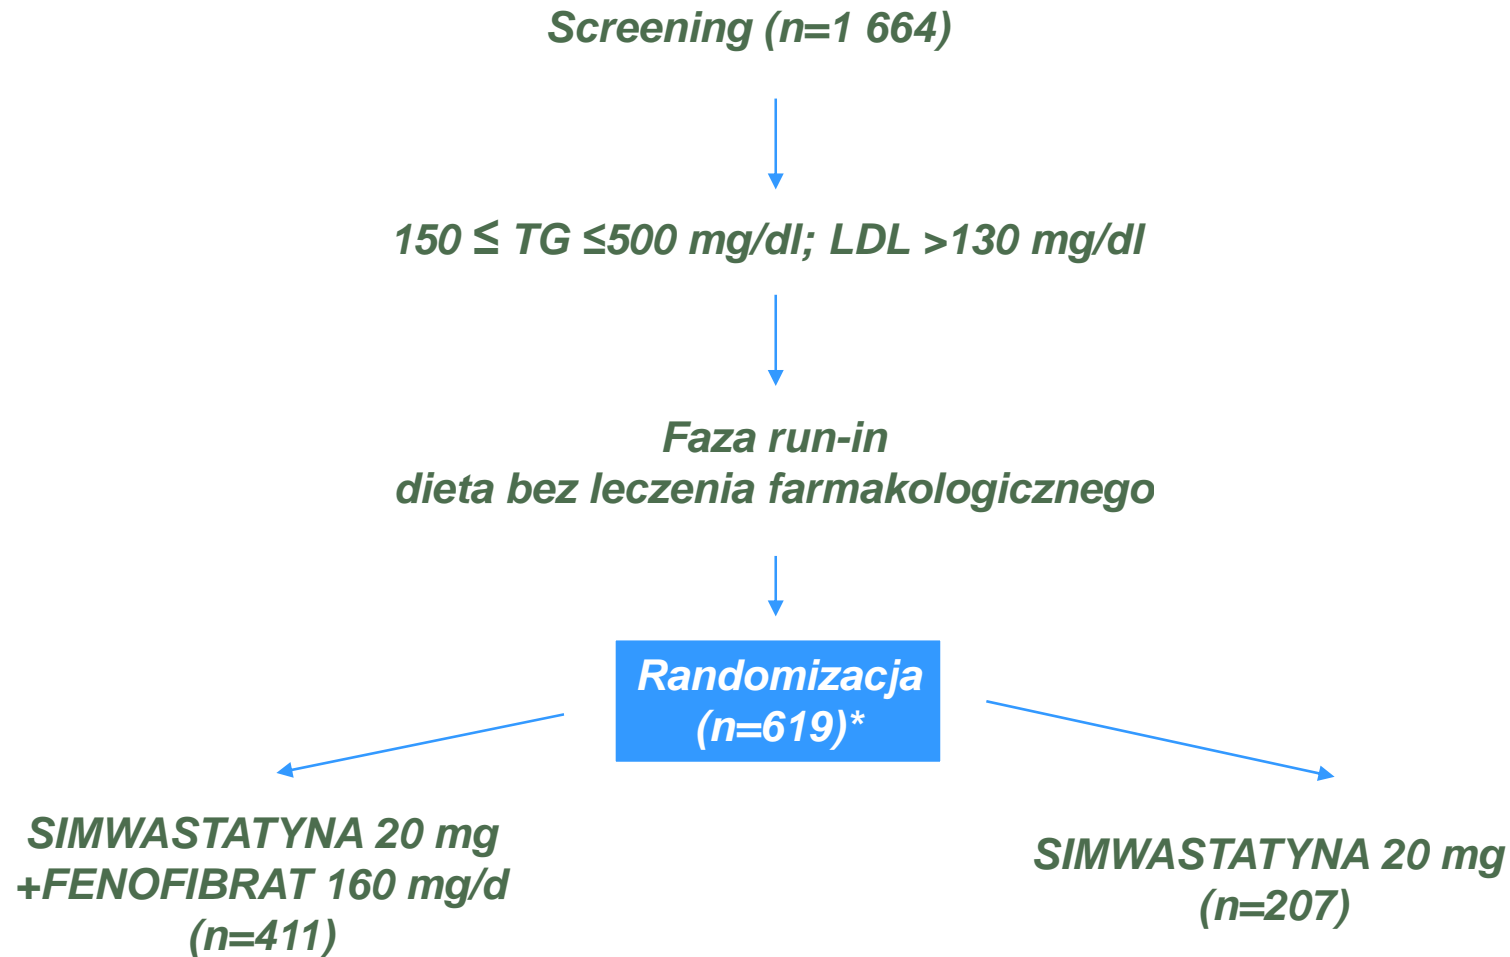 Screening (n=1 664)
150 ≤ TG ≤500 mg/dl; LDL >130 mg/dl
Faza run-in
dieta bez leczenia farmakologicznego
Randomizacja
(n=619)*
SIMWASTATYNA 20 mg
+FENOFIBRAT 160 mg/d
(n=411)
SIMWASTATYNA 20 mg
(n=207)